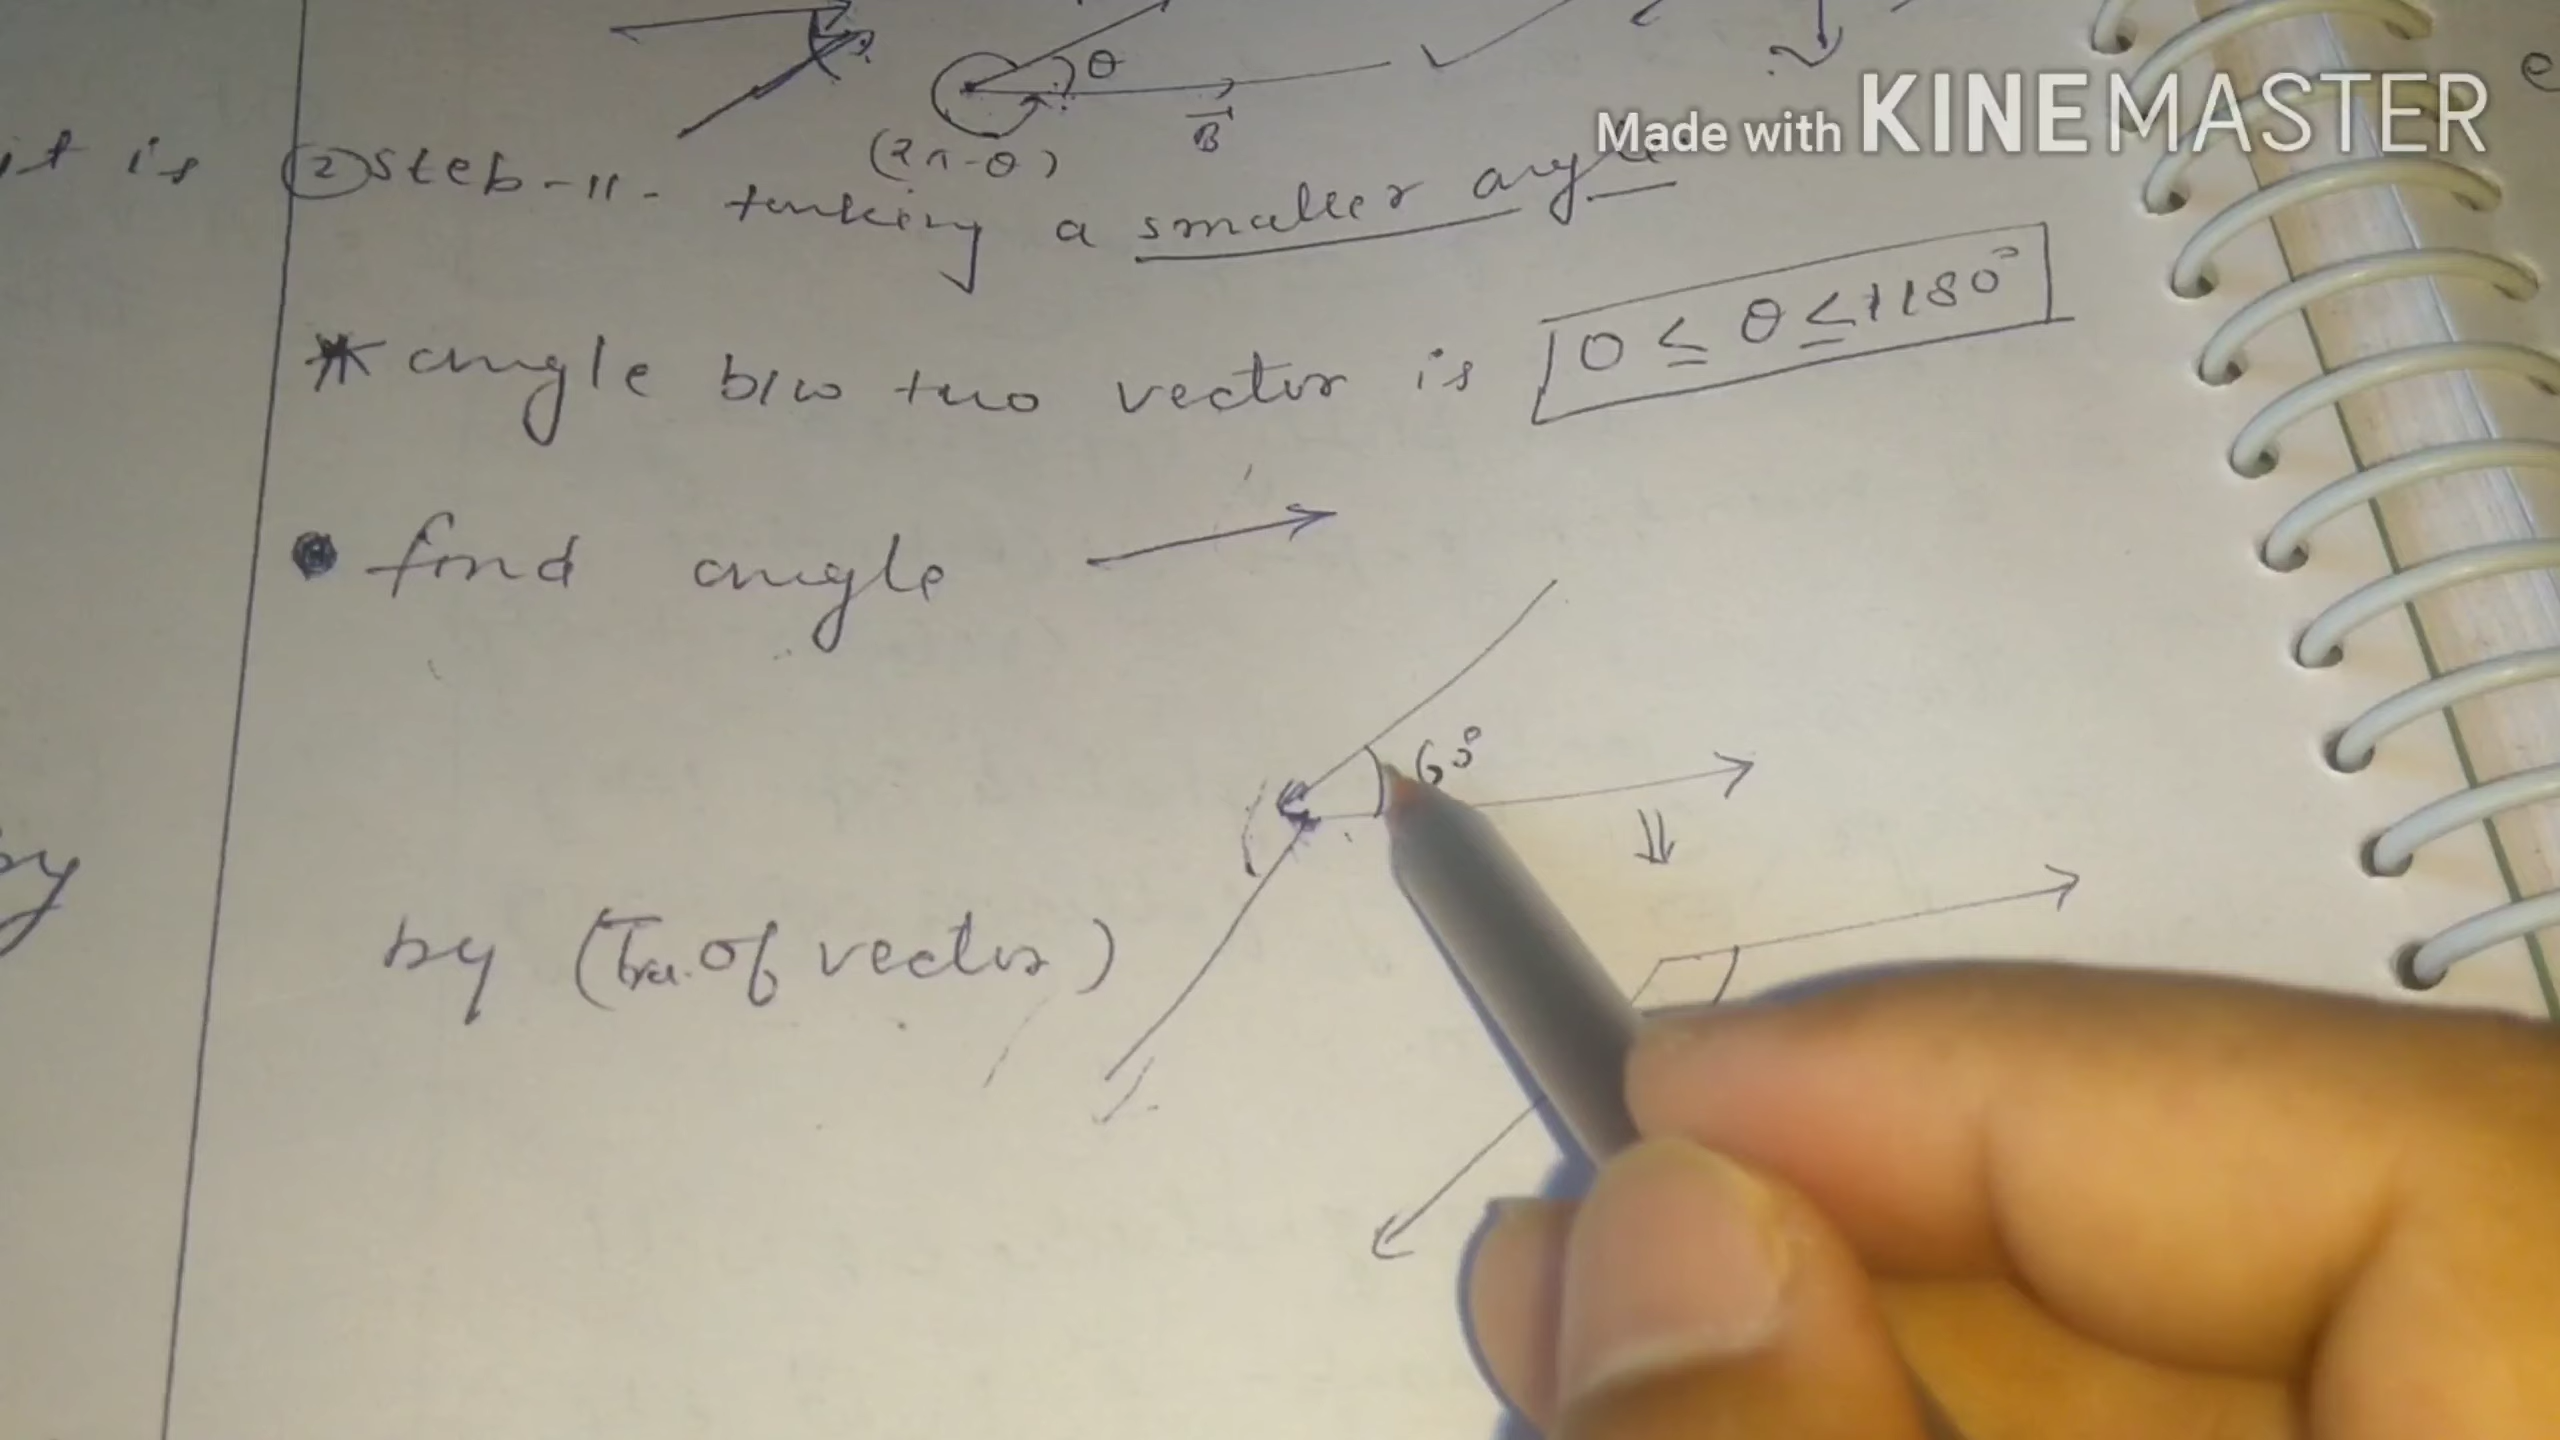 θ
B
(2π-θ)
Made with KINEMASTER
it is
② steb-II- taking a smaller angle
* angle b/w two vector is 0 ≤ θ ≤ +180°
• find angle
60°
by (Tra. of vector)